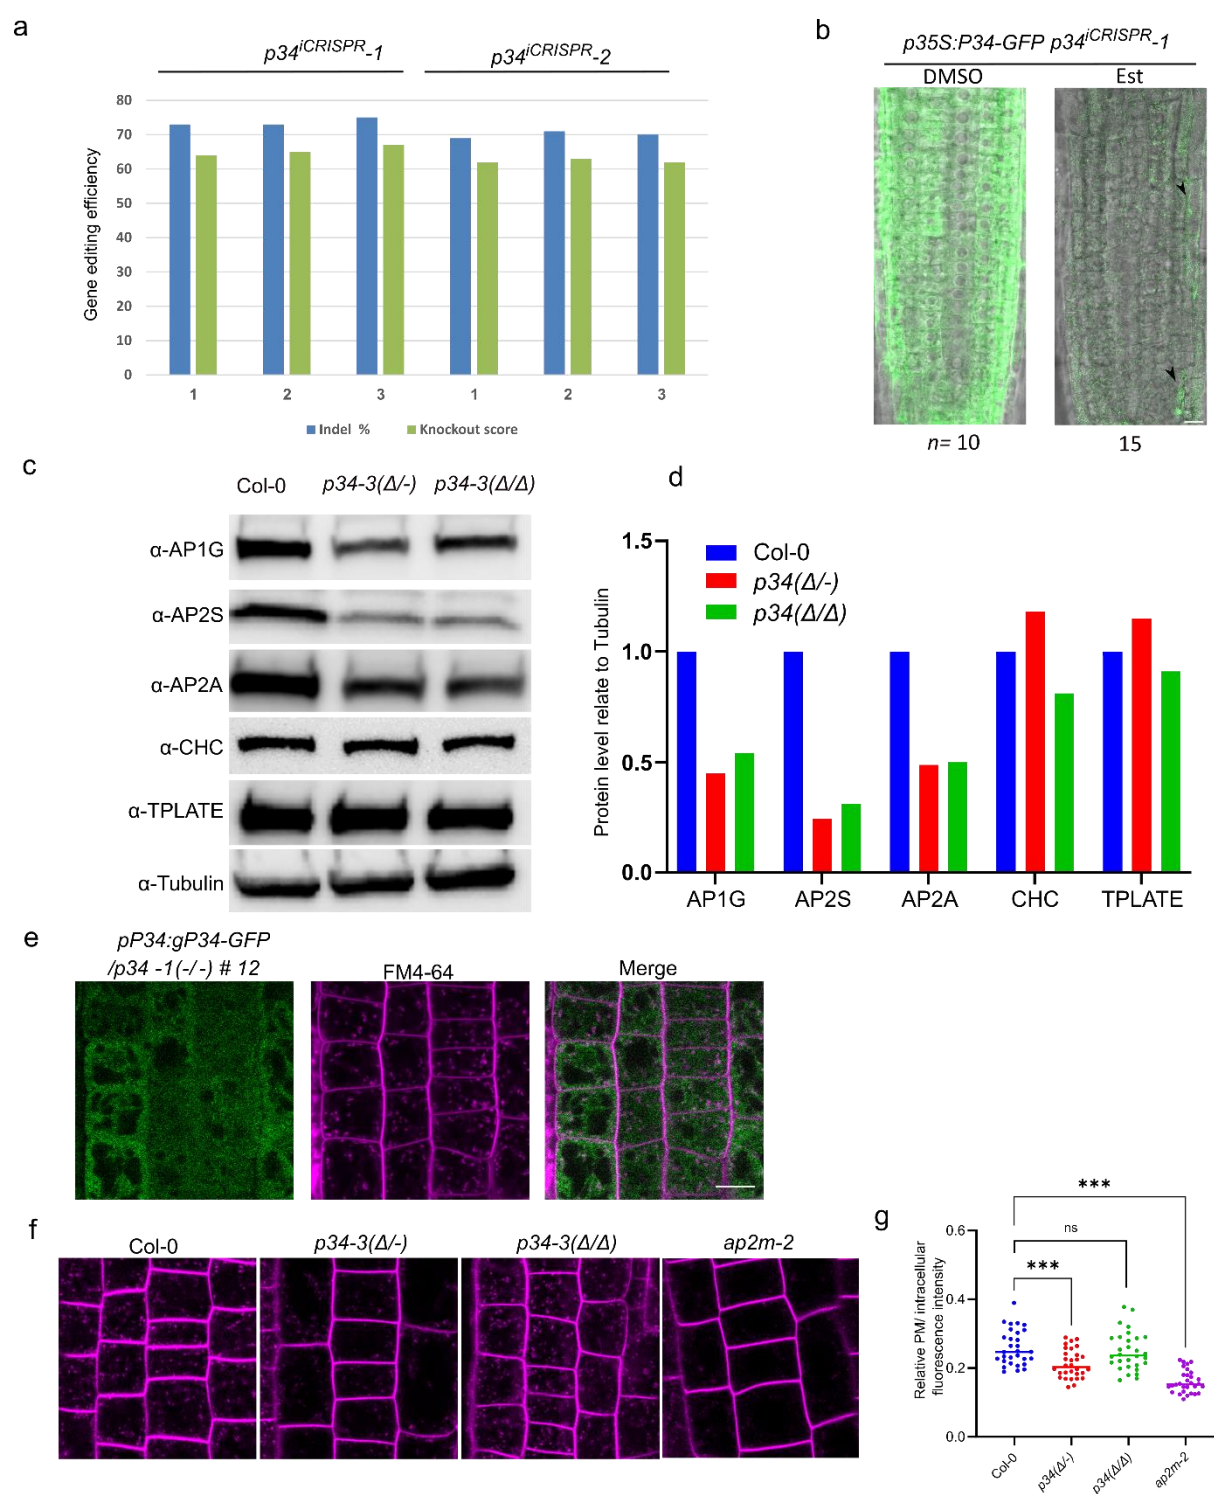 a
p34iCRISPR-1
p34iCRISPR-2
Gene editing efficiency
80
70
60
50
40
30
20
10
0
1 2 3 1 2 3
Indel % Knockout score
b
p35S:P34-GFP p34iCRISPR-1
DMSO Est
n= 10 15
c
Col-0 p34-3(Δ/-) p34-3(Δ/Δ)
α-AP1G
α-AP2S
α-AP2A
α-CHC
α-TPLATE
α-Tubulin
d
Protein level relate to Tubulin
1.5
1.0
0.5
0.0
Col-0
p34(Δ/-)
p34(Δ/Δ)
AP1G AP2S AP2A CHC TPLATE
e
pP34:gP34-GFP
/p34 -1(-/-) # 12
FM4-64
Merge
f
Col-0 p34-3(Δ/-) p34-3(Δ/Δ) ap2m-2
g
Relative PM/ intracellular
fluorescence intensity
0.6
0.4
0.2
0.0
***
ns
***
Col-0 p34(Δ/-) p34(Δ/Δ) ap2m-2